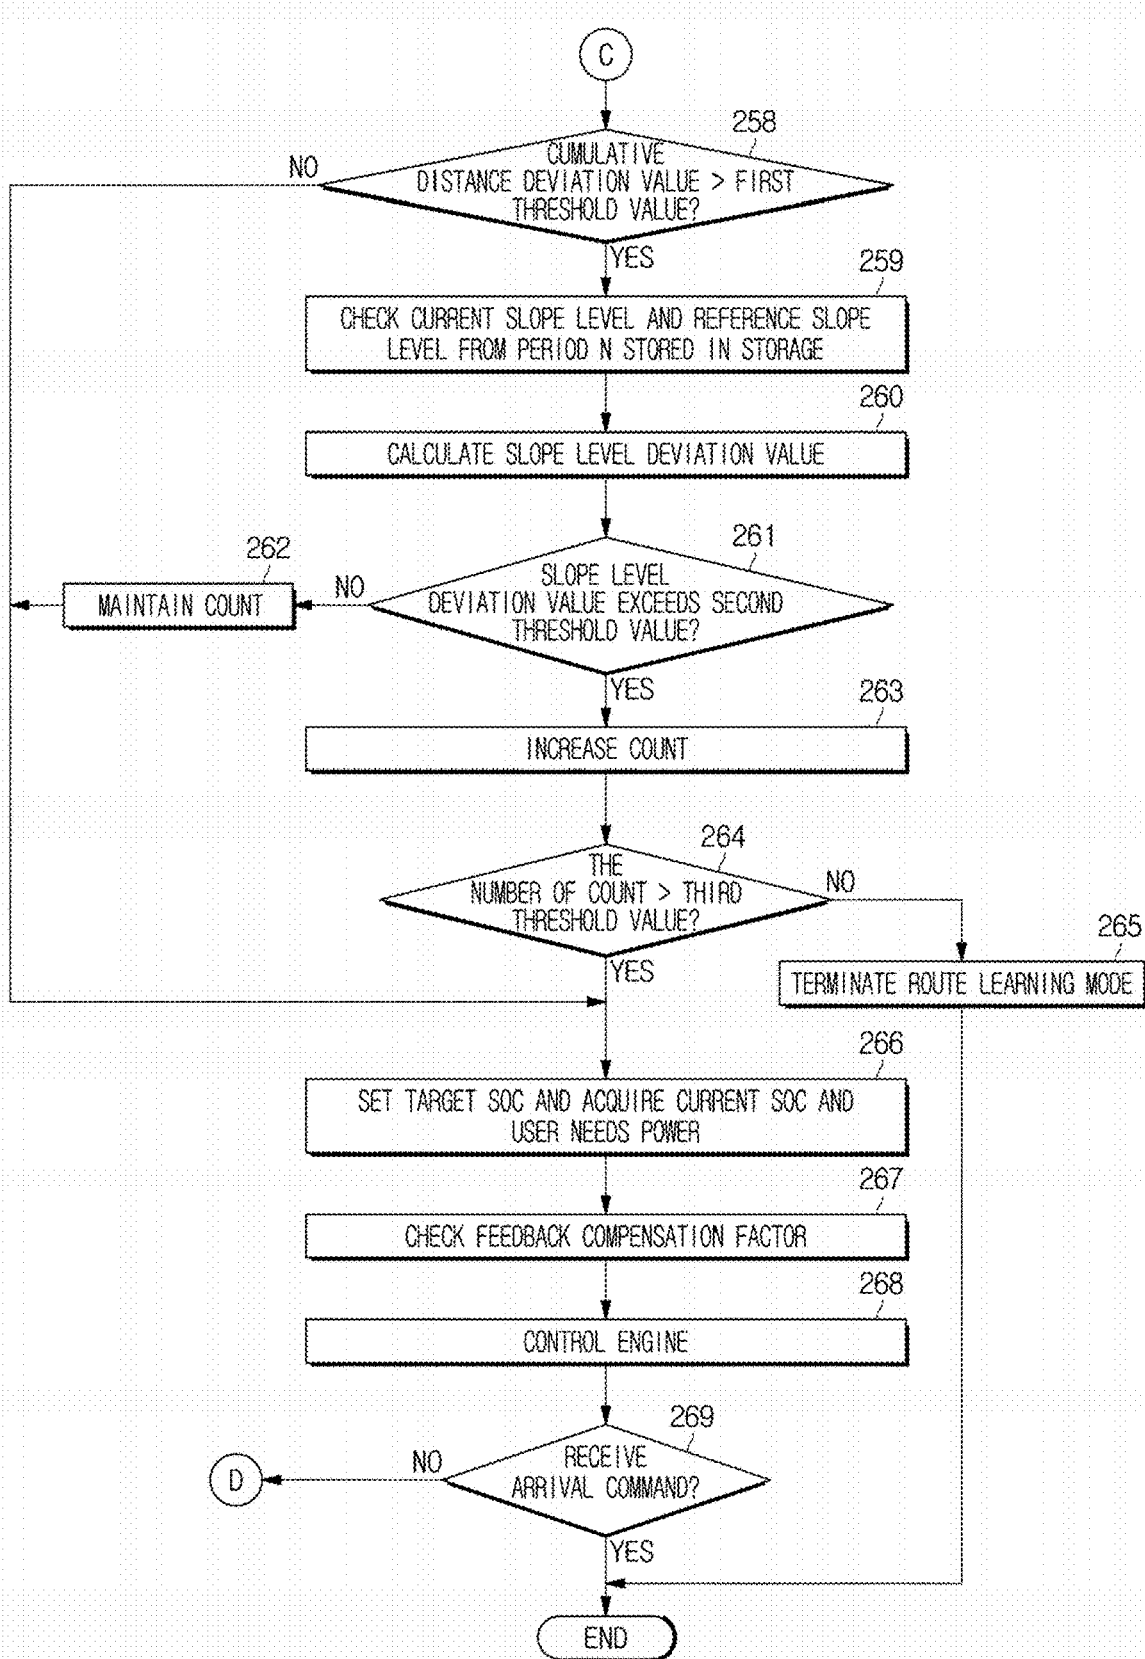 C
258
CUMULATIVE
DISTANCE DEVIATION VALUE > FIRST
THRESHOLD VALUE?
NO
YES
259
CHECK CURRENT SLOPE LEVEL AND REFERENCE SLOPE
LEVEL FROM PERIOD N STORED IN STORAGE
260
CALCULATE SLOPE LEVEL DEVIATION VALUE
261
SLOPE LEVEL
DEVIATION VALUE EXCEEDS SECOND
THRESHOLD VALUE?
NO
262
MAINTAIN COUNT
YES
263
INCREASE COUNT
264
THE
NUMBER OF COUNT > THIRD
THRESHOLD VALUE?
NO
YES
265
TERMINATE ROUTE LEARNING MODE
266
SET TARGET SOC AND ACQUIRE CURRENT SOC AND
USER NEEDS POWER
267
CHECK FEEDBACK COMPENSATION FACTOR
268
CONTROL ENGINE
269
RECEIVE
ARRIVAL COMMAND?
NO
D
YES
END